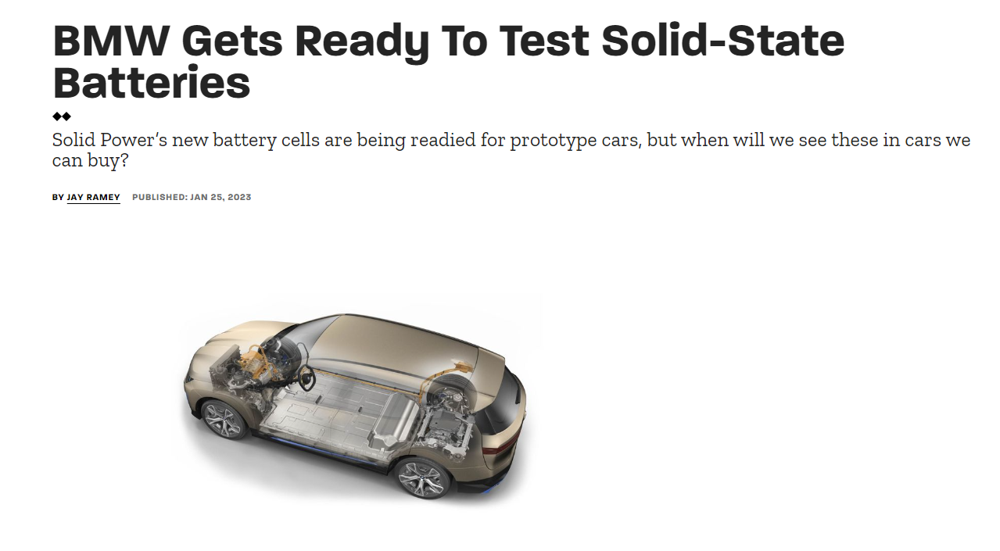 BMW Gets Ready To Test Solid-State
Batteries
Solid Power’s new battery cells are being readied for prototype cars, but when will we see these in cars we
can buy?
BY JAY RAMEY PUBLISHED: JAN 25, 2023